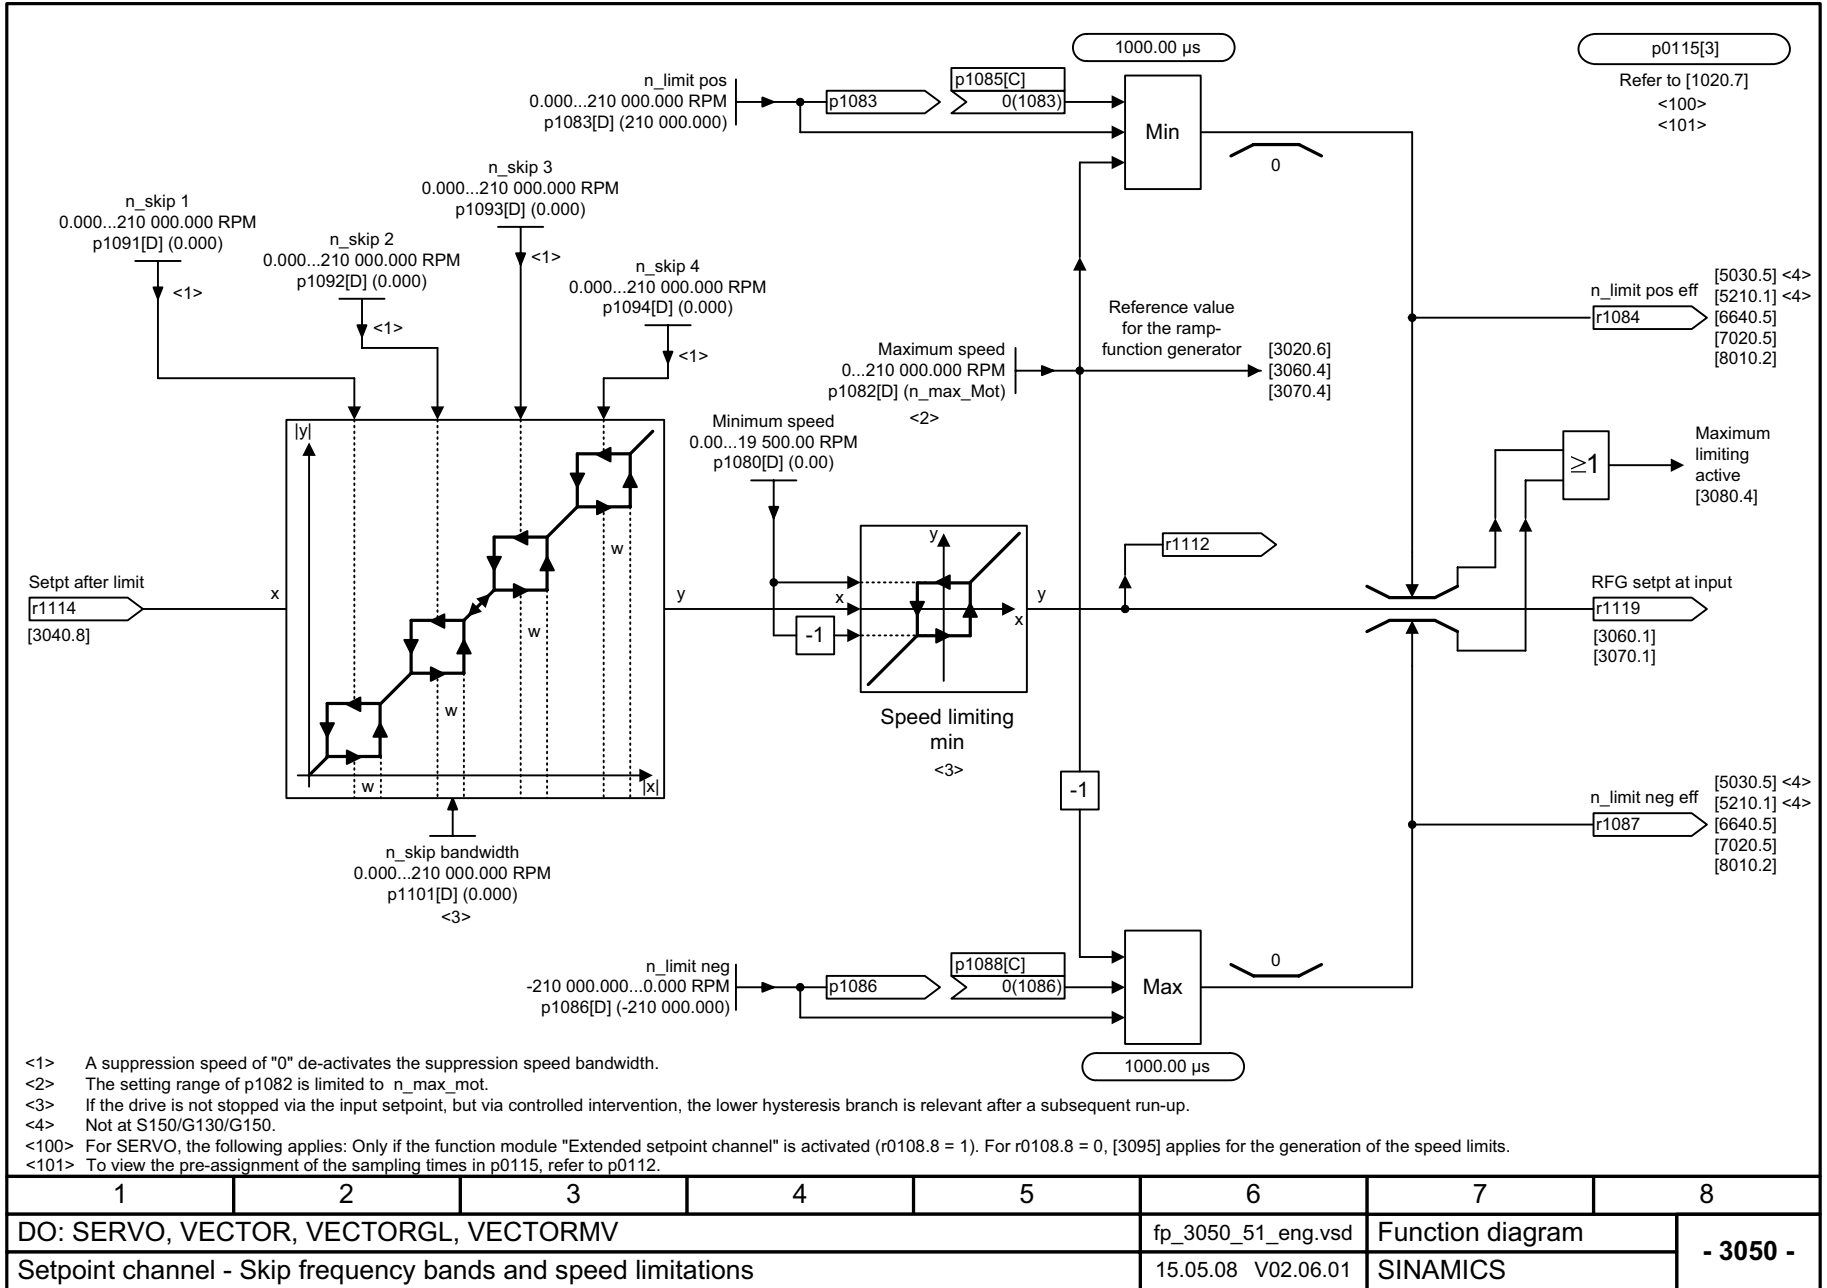 1000.00 µs
p0115[3]
Refer to [1020.7]
<100>
<101>
n_limit pos
0.000...210 000.000 RPM
p1083[D] (210 000.000)
p1083
p1085[C]
0(1083)
Min
0
n_skip 1
0.000...210 000.000 RPM
p1091[D] (0.000)
<1>
n_skip 2
0.000...210 000.000 RPM
p1092[D] (0.000)
<1>
n_skip 3
0.000...210 000.000 RPM
p1093[D] (0.000)
<1>
n_skip 4
0.000...210 000.000 RPM
p1094[D] (0.000)
<1>
Maximum speed
0...210 000.000 RPM
p1082[D] (n_max_Mot)
<2>
Reference value
for the ramp-
function generator
[3020.6]
[3060.4]
[3070.4]
n_limit pos eff
r1084
[5030.5] <4>
[5210.1] <4>
[6640.5]
[7020.5]
[8010.2]
Minimum speed
0.00...19 500.00 RPM
p1080[D] (0.00)
≥1
Maximum
limiting
active
[3080.4]
|y|
w
w
w
w
|x|
Setpt after limit
r1114
[3040.8]
x
y
x
-1
y
x
y
Speed limiting
min
<3>
r1112
RFG setpt at input
r1119
[3060.1]
[3070.1]
-1
n_limit neg eff
r1087
[5030.5] <4>
[5210.1] <4>
[6640.5]
[7020.5]
[8010.2]
n_skip bandwidth
0.000...210 000.000 RPM
p1101[D] (0.000)
<3>
n_limit neg
-210 000.000...0.000 RPM
p1086[D] (-210 000.000)
p1086
p1088[C]
0(1086)
Max
0
1000.00 µs
<1> A suppression speed of "0" de-activates the suppression speed bandwidth.
<2> The setting range of p1082 is limited to n_max_mot.
<3> If the drive is not stopped via the input setpoint, but via controlled intervention, the lower hysteresis branch is relevant after a subsequent run-up.
<4> Not at S150/G130/G150.
<100> For SERVO, the following applies: Only if the function module "Extended setpoint channel" is activated (r0108.8 = 1). For r0108.8 = 0, [3095] applies for the generation of the speed limits.
<101> To view the pre-assignment of the sampling times in p0115, refer to p0112.
1 2 3 4 5 6 7 8
DO: SERVO, VECTOR, VECTORGL, VECTORMV
fp_3050_51_eng.vsd
Function diagram
- 3050 -
Setpoint channel - Skip frequency bands and speed limitations
15.05.08 V02.06.01
SINAMICS